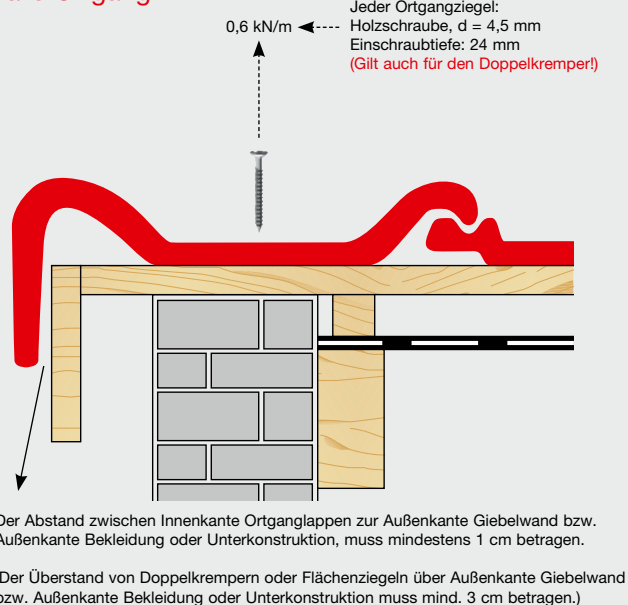 Jeder Ortgangziegel:
0,6 kN/m
Holzschraube, d = 4,5 mm
Einschraubtiefe: 24 mm
(Gilt auch für den Doppelkremper!)
Der Abstand zwischen Innenkante Ortganglappen zur Außenkante Giebelwand bzw.
Außenkante Bekleidung oder Unterkonstruktion, muss mindestens 1 cm betragen.
(Der Überstand von Doppelkrempern oder Flächenziegeln über Außenkante Giebelwand
bzw. Außenkante Bekleidung oder Unterkonstruktion muss mind. 3 cm betragen.)